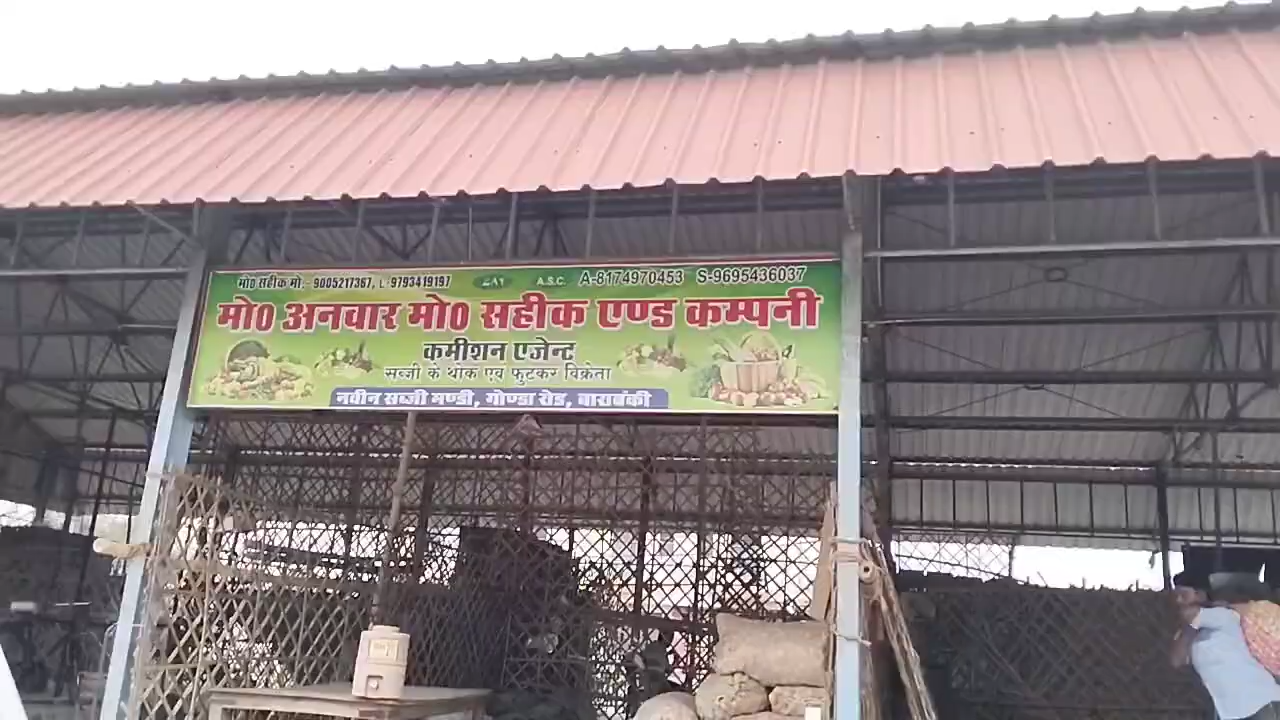 मो0 सहीक मो.- 9005217367, L- 9793419197 A.S.C. A-8174970453 S-9695436037
मो0 अनवार मो0 सहीक एण्ड कम्पनी
कमीशन एजेन्ट
सब्जी के थोक एवं फुटकर विक्रेता
नवीन सब्जी मण्डी, गोण्डा रोड, बाराबंकी